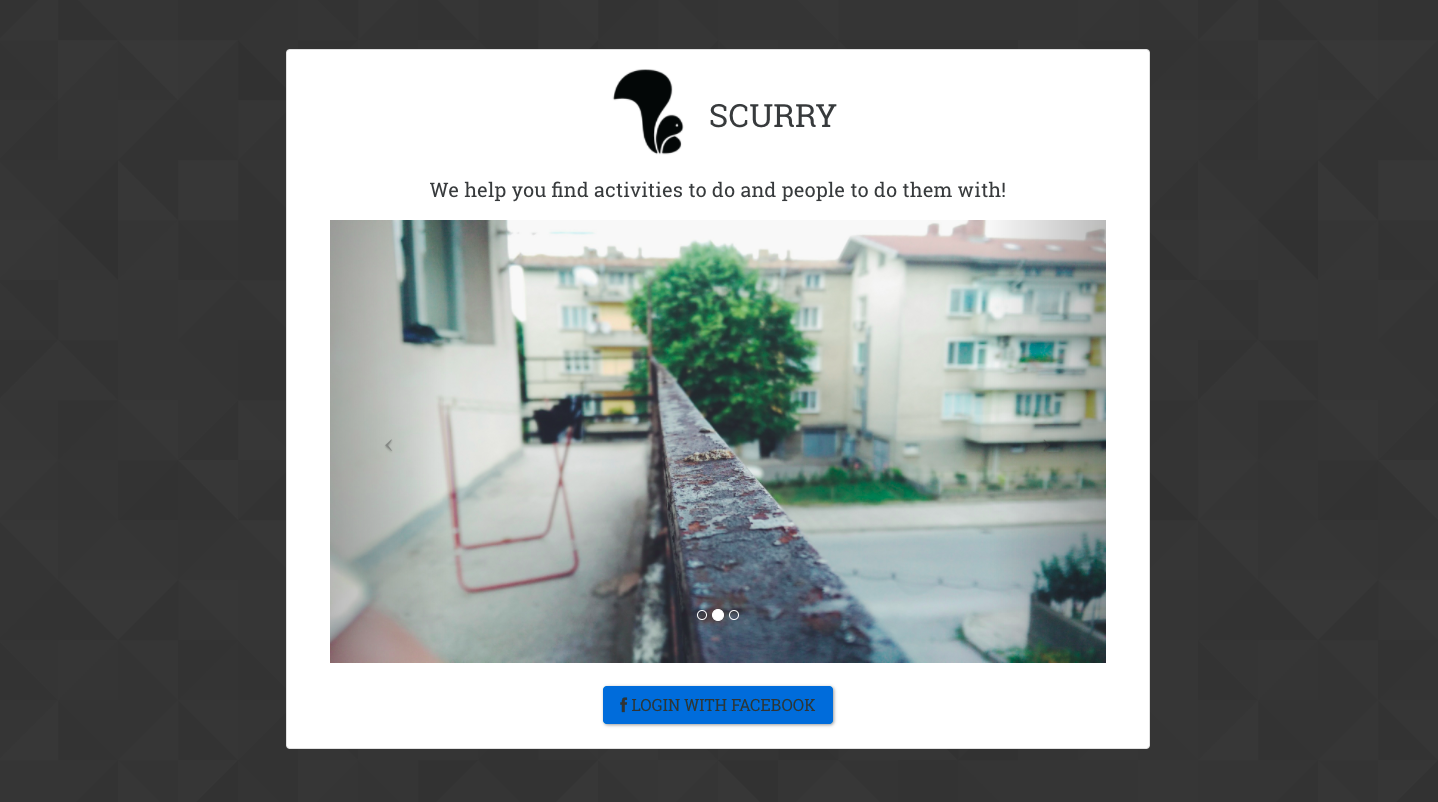 SCURRY
We help you find activities to do and people to do them with!
LOGIN WITH FACEBOOK